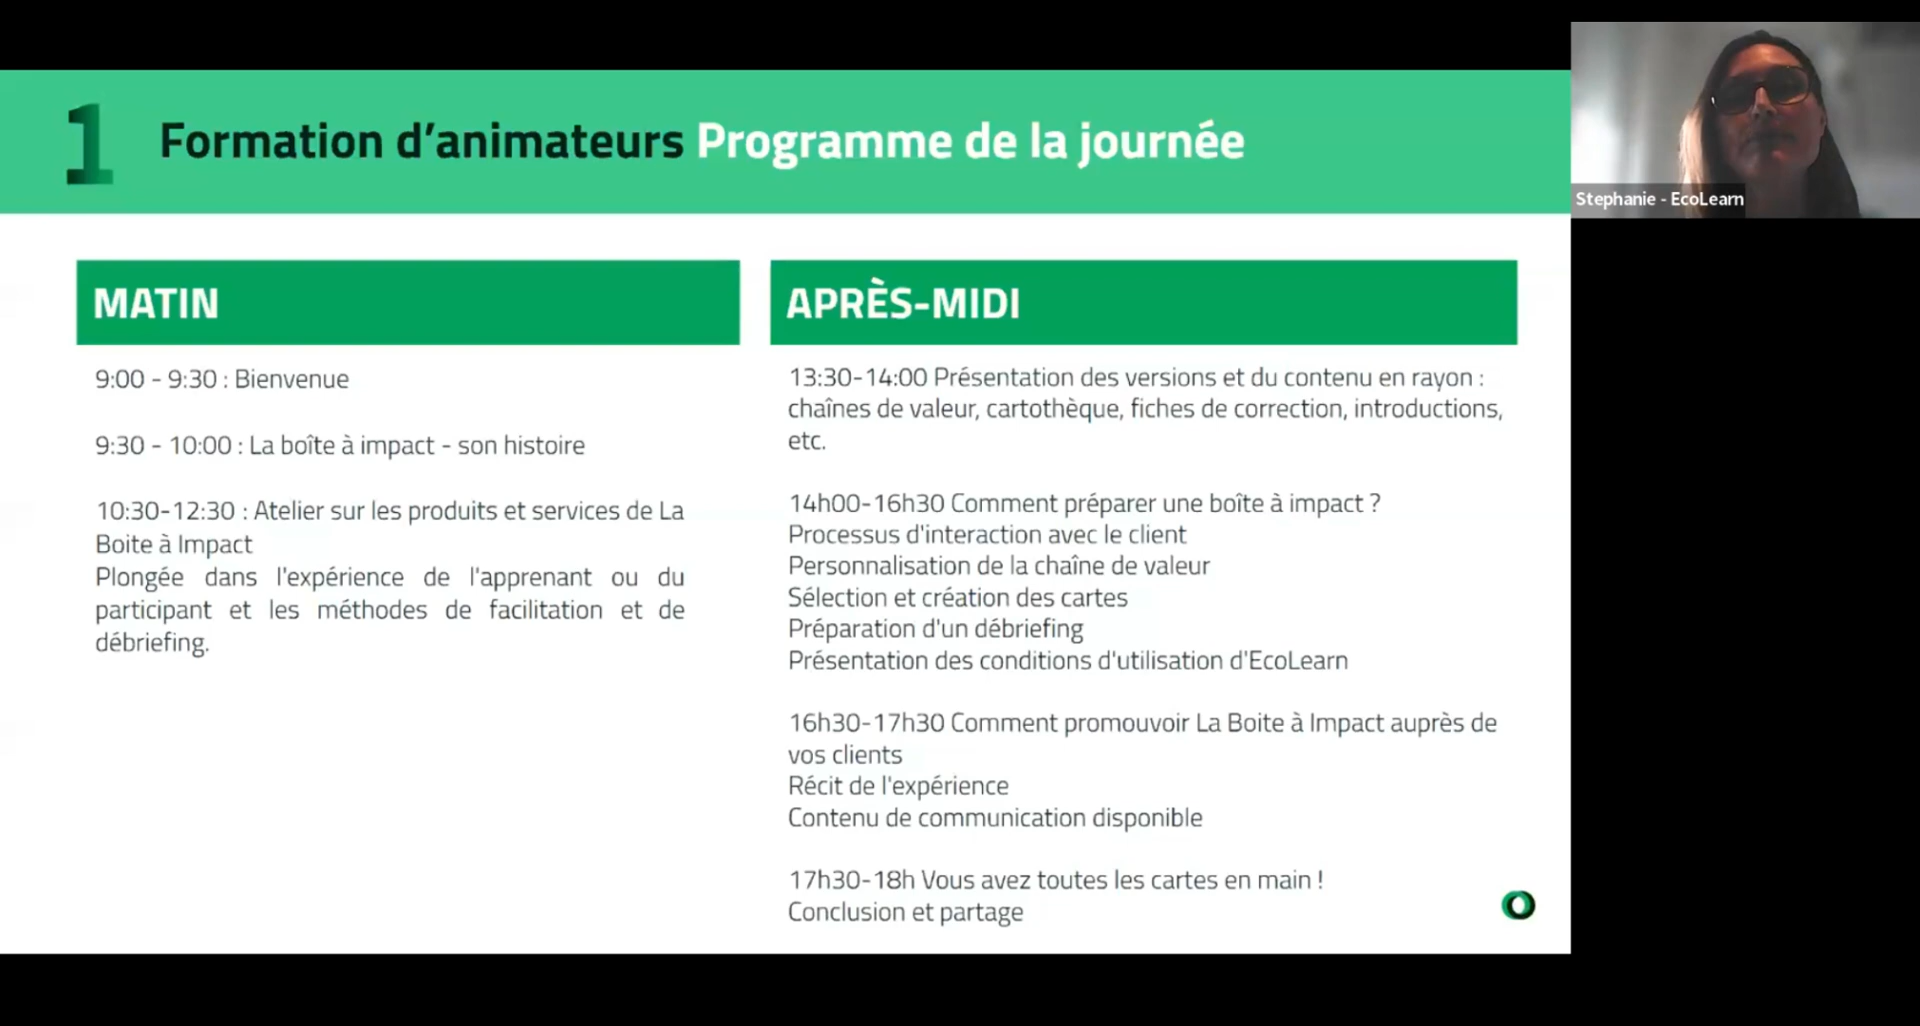 1
Formation d’animateurs Programme de la journée
Stephanie - EcoLearn
MATIN
9:00 - 9:30 : Bienvenue
9:30 - 10:00 : La boîte à impact - son histoire
10:30-12:30 : Atelier sur les produits et services de La
Boite à Impact
Plongée dans l'expérience de l'apprenant ou du
participant et les méthodes de facilitation et de
débriefing.
APRÈS-MIDI
13:30-14:00 Présentation des versions et du contenu en rayon :
chaînes de valeur, cartothèque, fiches de correction, introductions,
etc.
14h00-16h30 Comment préparer une boîte à impact ?
Processus d'interaction avec le client
Personnalisation de la chaîne de valeur
Sélection et création des cartes
Préparation d'un débriefing
Présentation des conditions d'utilisation d'EcoLearn
16h30-17h30 Comment promouvoir La Boite à Impact auprès de
vos clients
Récit de l'expérience
Contenu de communication disponible
17h30-18h Vous avez toutes les cartes en main !
Conclusion et partage